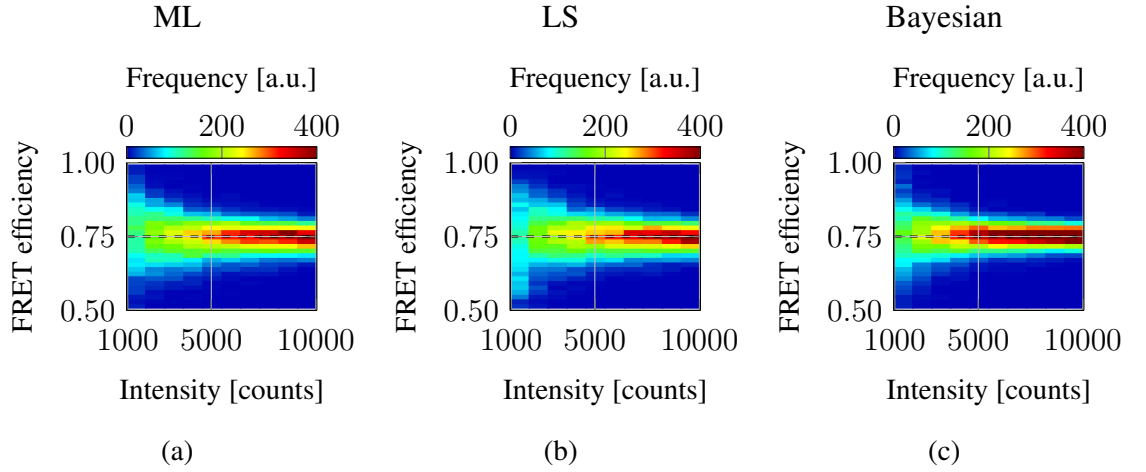 ML LS Bayesian
Frequency [a.u.] Frequency [a.u.] Frequency [a.u.]
0 200 400 0 200 400 0 200 400
FRET efficiency FRET efficiency FRET efficiency
1.00 1.00 1.00
0.75 0.75 0.75
0.50 0.50 0.50
1000 5000 10000 1000 5000 10000 1000 5000 10000
Intensity [counts] Intensity [counts] Intensity [counts]
(a) (b) (c)